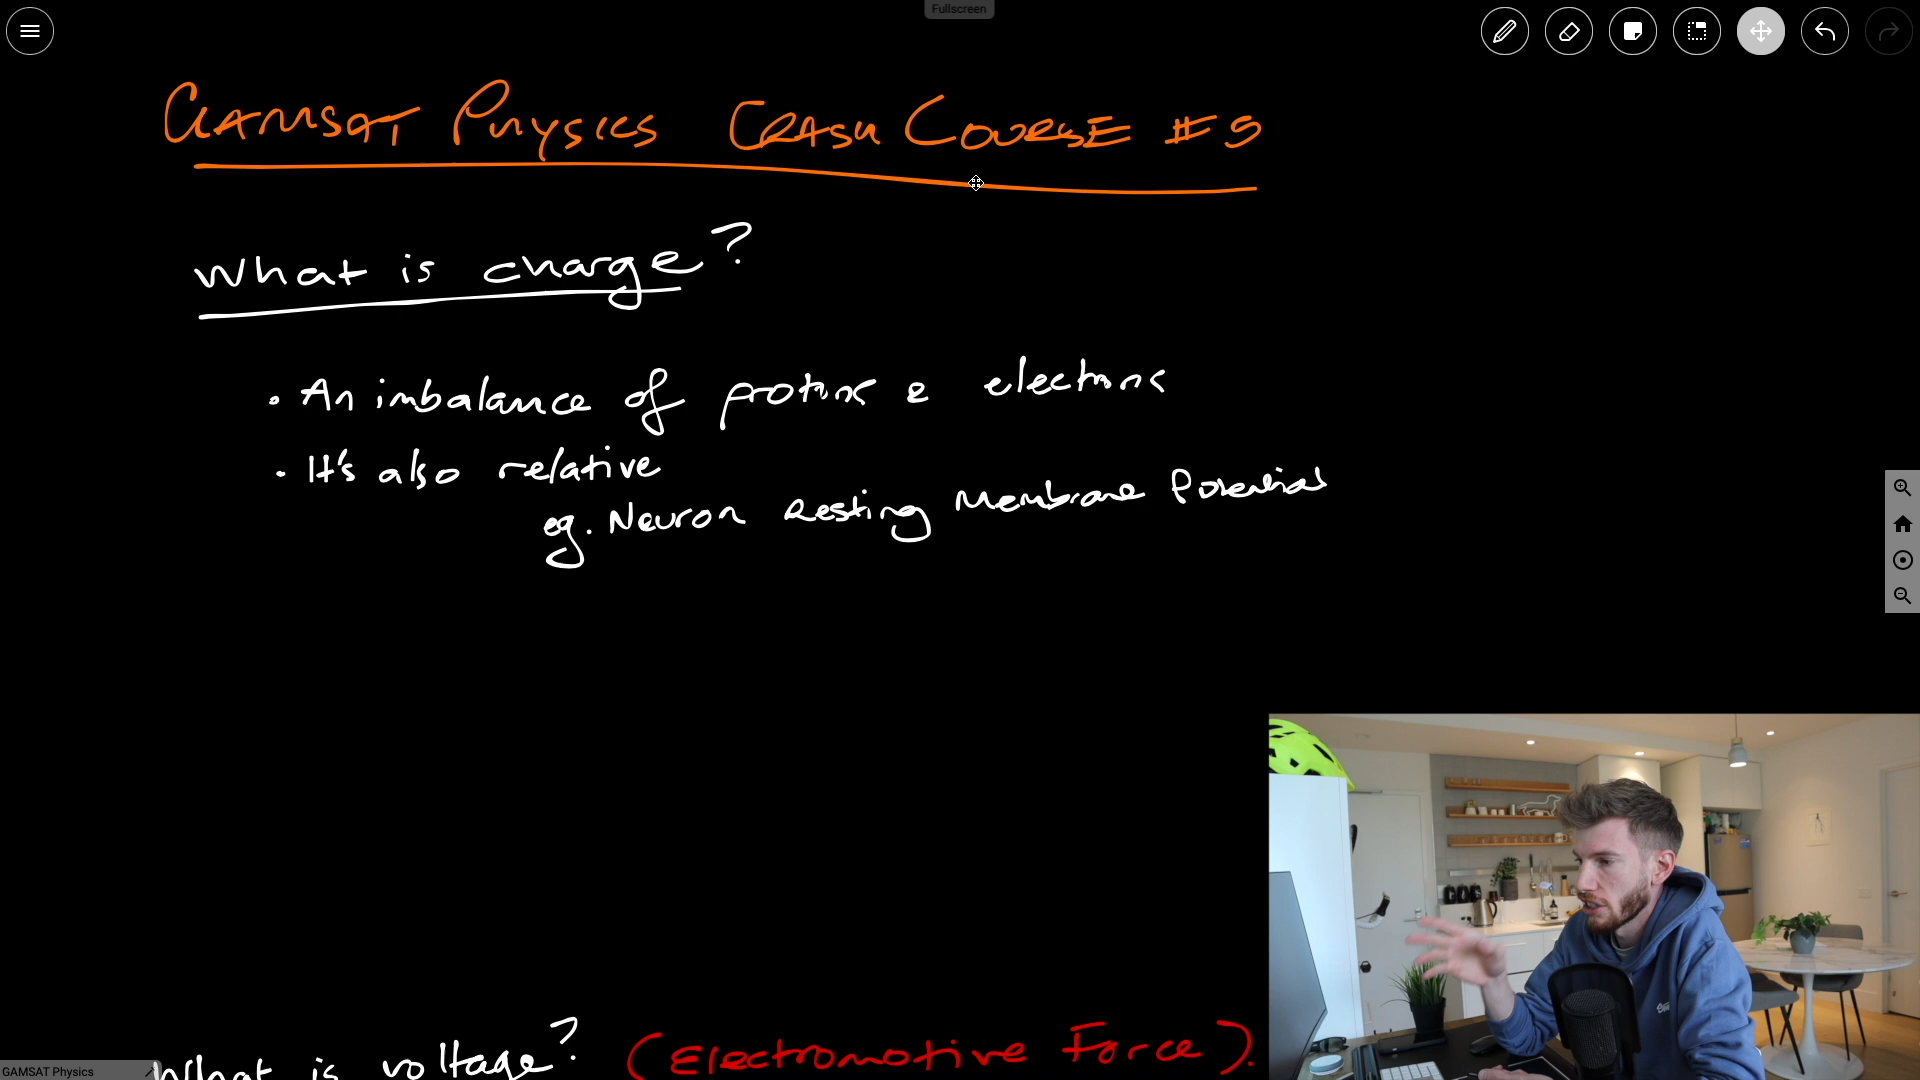 Fullscreen
GAMSAT PHYSICS CRASH COURSE #5
What is charge?
• An imbalance of protons & electrons
• It's also relative
eg. Neuron Resting Membrane Potential
What is voltage? (Electromotive Force).
GAMSAT Physics